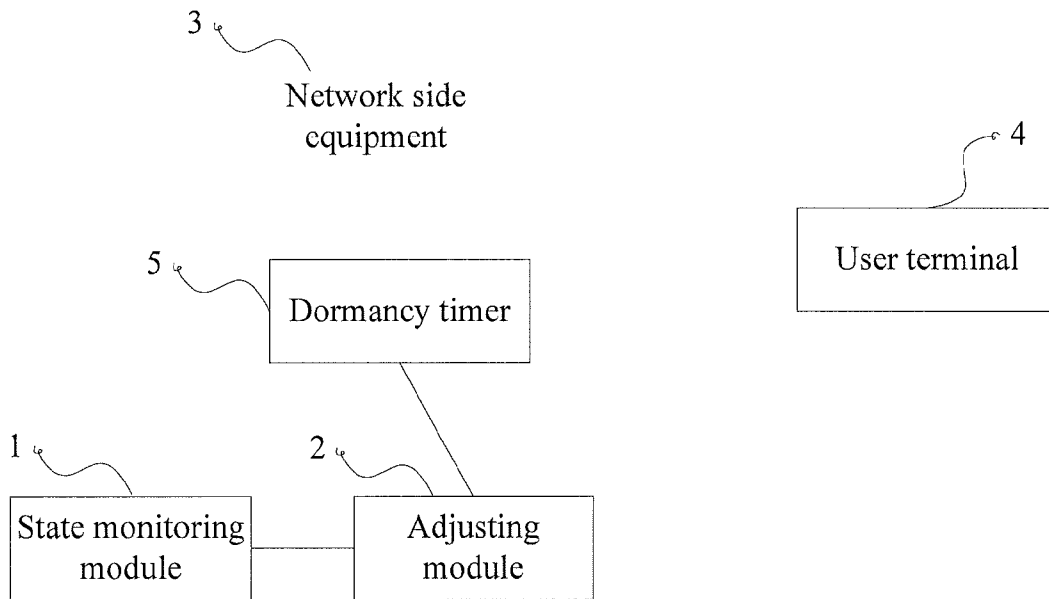 3
Network side
equipment
4
User terminal
5
Dormancy timer
1
State monitoring
module
2
Adjusting
module